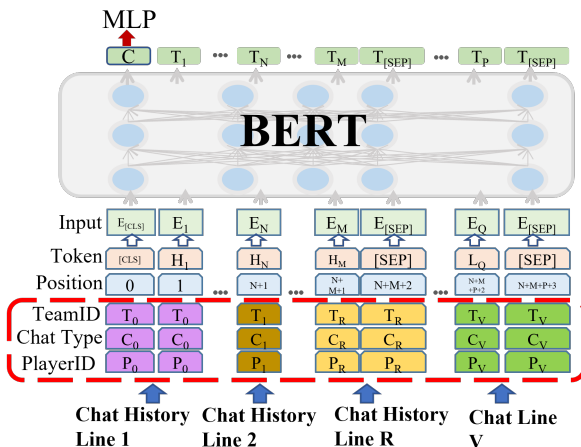 MLP
C T1 ... TN ... TM T[SEP] ... TP T[SEP]
BERT
Input E[CLS] E1 EN EM E[SEP] EQ E[SEP]
Token [CLS] H1 HN HM [SEP] LQ [SEP]
Position 0 1 ... N+1 ... N+M+1 N+M+2 ... N+M+P+2 N+M+P+3
TeamID T0 T0 T1 TR TR TV TV
Chat Type C0 C0 C1 CR CR CV CV
PlayerID P0 P0 P1 PR PR PV PV
Chat History Line 1
Chat History Line 2
Chat History Line R
Chat Line V